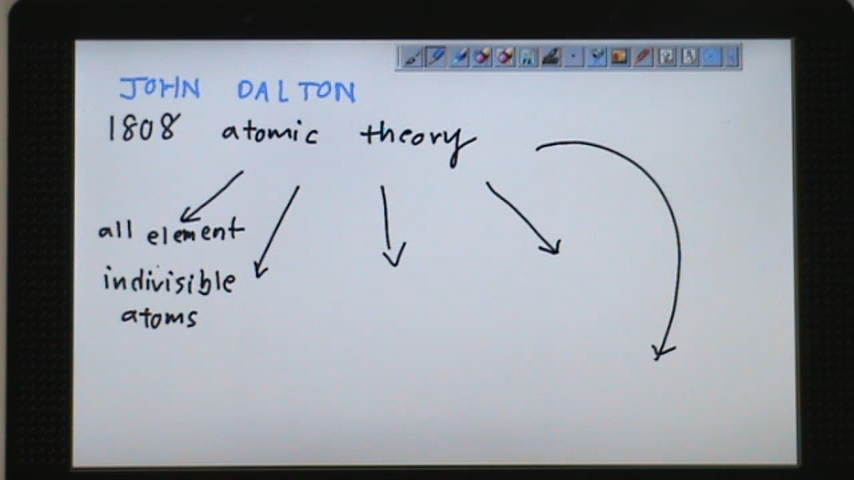 JOHN DALTON
1808 atomic theory
all element
indivisible
atoms